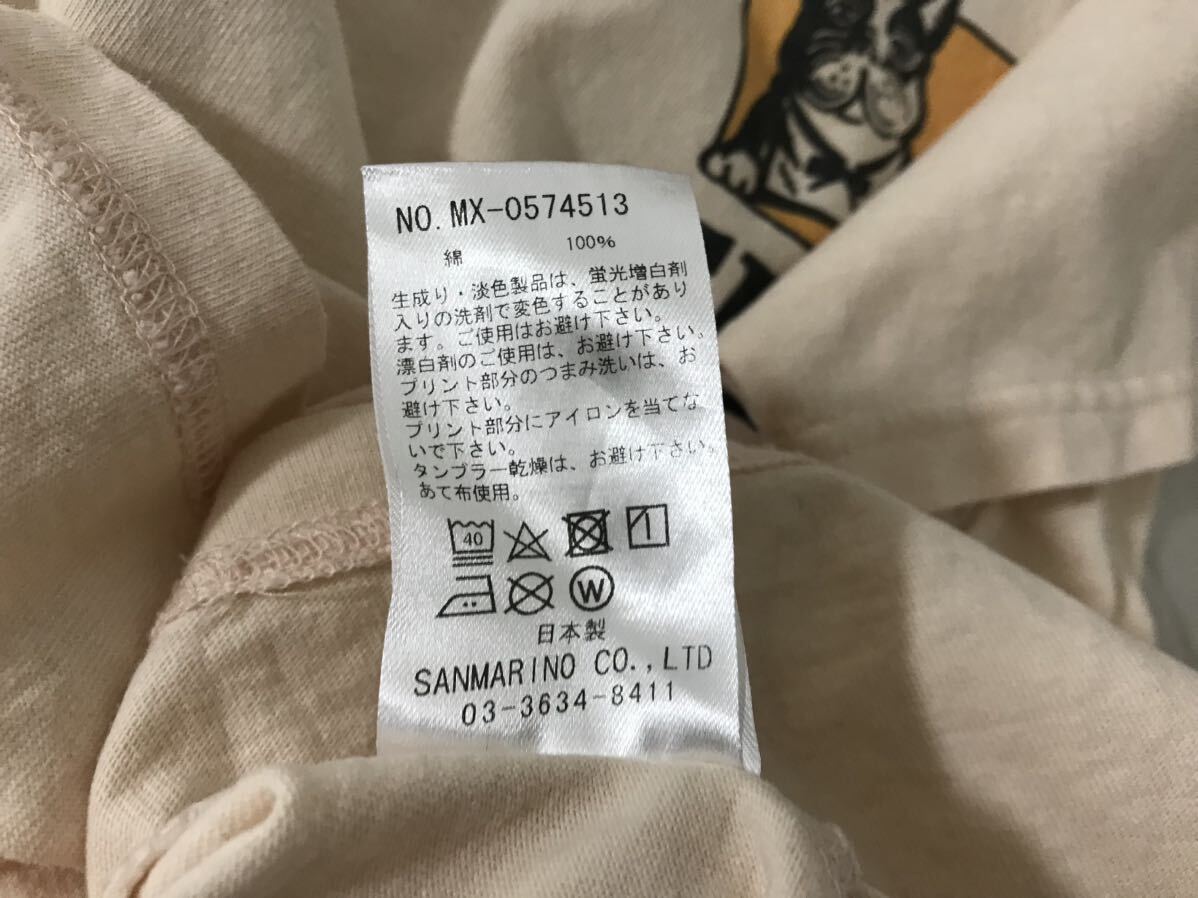 NO. MX-0574513
綿 100%
生成り・淡色製品は、蛍光増白剤
入りの洗剤で変色することがあり
ます。ご使用はお避け下さい。
漂白剤のご使用は、お避け下さい。
プリント部分のつまみ洗いは、お
避け下さい。
プリント部分にアイロンを当てな
いで下さい。
タンブラー乾燥は、お避け下さい。
あて布使用。
40
W
日本製
SANMARINO CO.,LTD
03-3634-8411